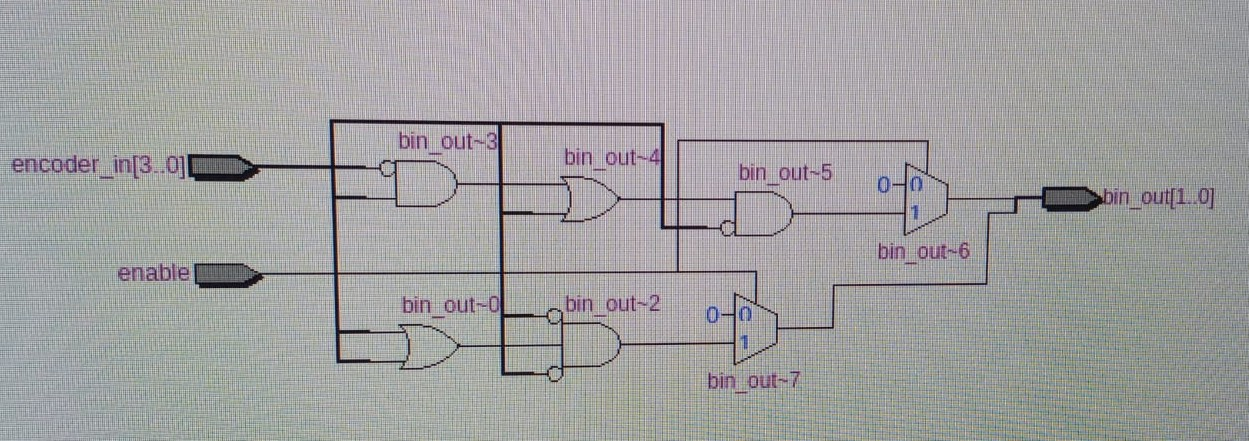 bin_out~3
encoder_in[3..0]
bin_out~4
bin_out~5
0
0
1
bin_out[1..0]
bin_out~6
enable
bin_out~0
bin_out~2
0
0
1
bin_out~7